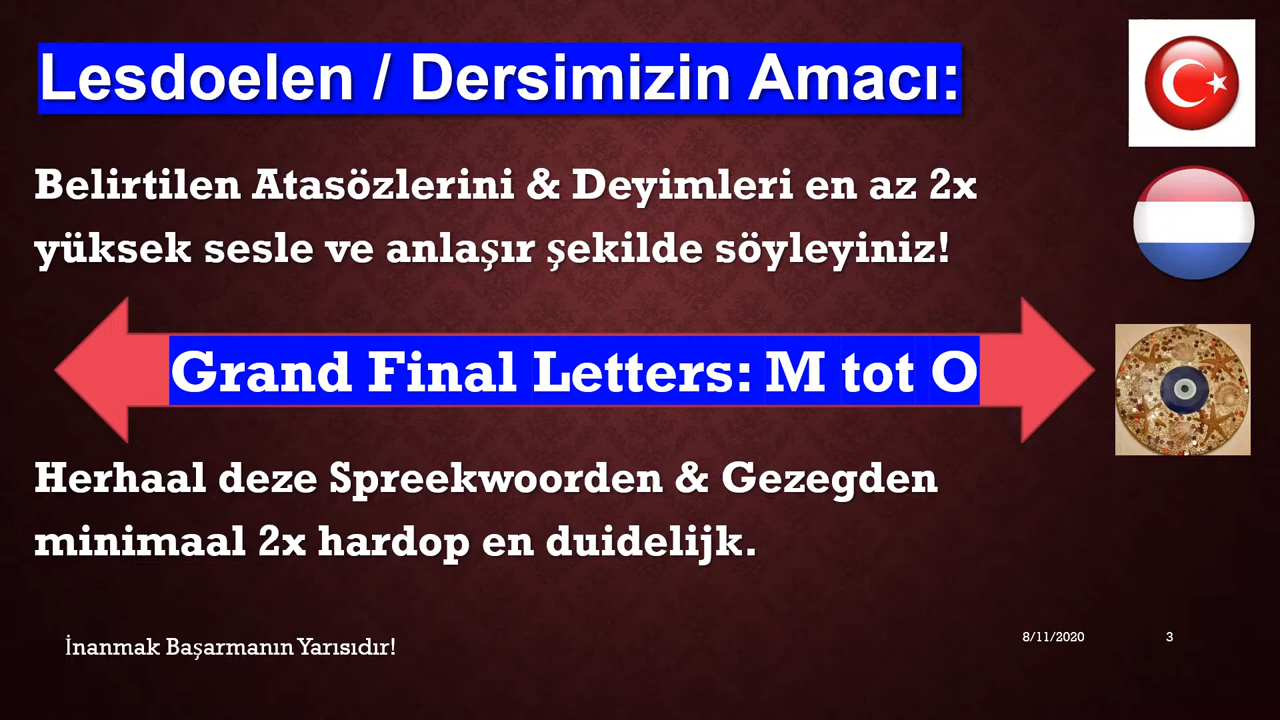 Lesdoelen / Dersimizin Amacı:
Belirtilen Atasözlerini & Deyimleri en az 2x
yüksek sesle ve anlaşır şekilde söyleyiniz!
Grand Final Letters: M tot O
Herhaal deze Spreekwoorden & Gezegden
minimaal 2x hardop en duidelijk.
İnanmak Başarmanın Yarısıdır!
8/11/2020
3